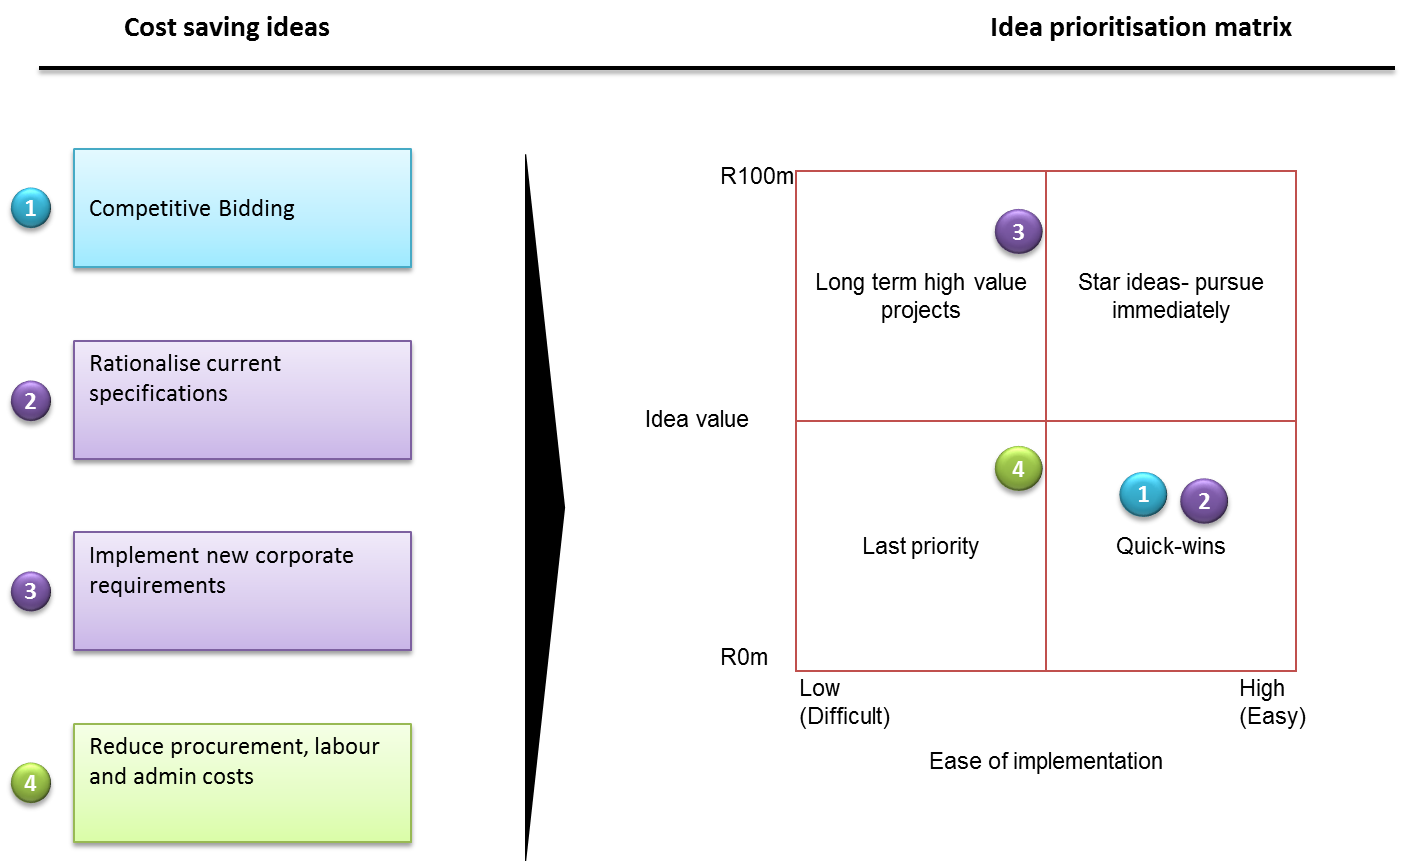 Cost saving ideas
Idea prioritisation matrix
1
Competitive Bidding
2
Rationalise current
specifications
3
Implement new corporate
requirements
4
Reduce procurement, labour
and admin costs
R100m
3
Long term high value
projects
Star ideas- pursue
immediately
Idea value
4
1
2
Last priority
Quick-wins
R0m
Low
(Difficult)
High
(Easy)
Ease of implementation